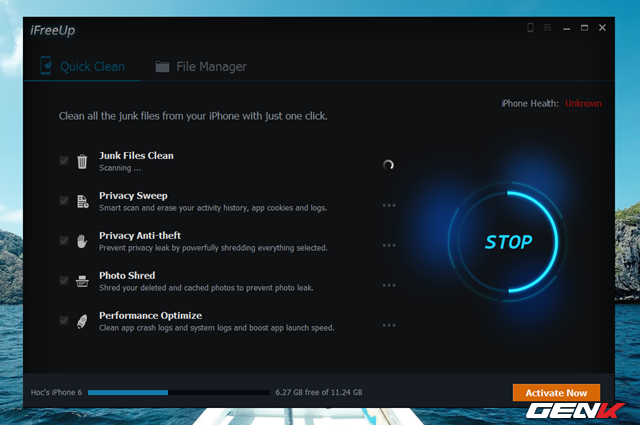 iFreeUp
Quick Clean
File Manager
iPhone Health: Unknown
Clean all the junk files from your iPhone with just one click.
Junk Files Clean
Scanning ...
Privacy Sweep
Smart scan and erase your activity history, app cookies and logs.
Privacy Anti-theft
Prevent privacy leak by powerfully shredding everything selected.
Photo Shred
Shred your deleted and cached photos to prevent photo leak.
Performance Optimize
Clean app crash logs and system logs and boost app launch speed.
STOP
Hoc's iPhone 6
6.27 GB free of 11.24 GB
Activate Now
GENK